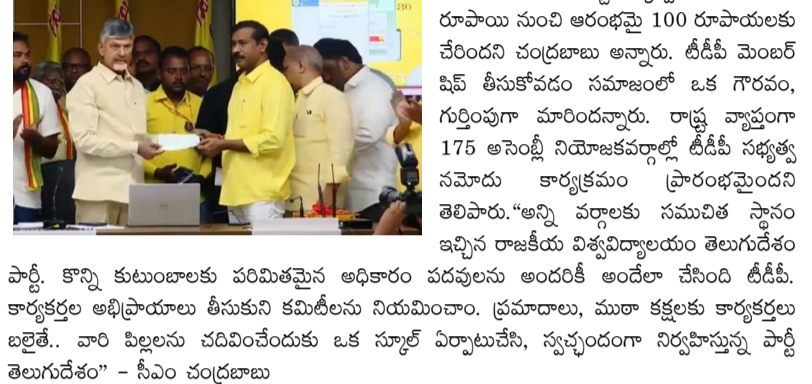 రూపాయి నుంచి ఆరంభమై 100 రూపాయలకు
చేరిందని చంద్రబాబు అన్నారు. టీడీపీ మెంబర్
షిప్ తీసుకోవడం సమాజంలో ఒక గౌరవం,
గుర్తింపుగా మారిందన్నారు. రాష్ట్ర వ్యాప్తంగా
175 అసెంబ్లీ నియోజకవర్గాల్లో టీడీపీ సభ్యత్వ
నమోదు కార్యక్రమం ప్రారంభమైందని
తెలిపారు.“అన్ని వర్గాలకు సముచిత స్థానం
ఇచ్చిన రాజకీయ విశ్వవిద్యాలయం తెలుగుదేశం
పార్టీ. కొన్ని కుటుంబాలకు పరిమితమైన అధికారం పదవులను అందరికీ అందేలా చేసింది టీడీపీ.
కార్యకర్తల అభిప్రాయాలు తీసుకుని కమిటీలను నియమించాం. ప్రమాదాలు, ముఠా కక్షలకు కార్యకర్తలు
బలైతే.. వారి పిల్లలను చదివించేందుకు ఒక స్కూల్ ఏర్పాటుచేసి, స్వచ్ఛందంగా నిర్వహిస్తున్న పార్టీ
తెలుగుదేశం” - సీఎం చంద్రబాబు